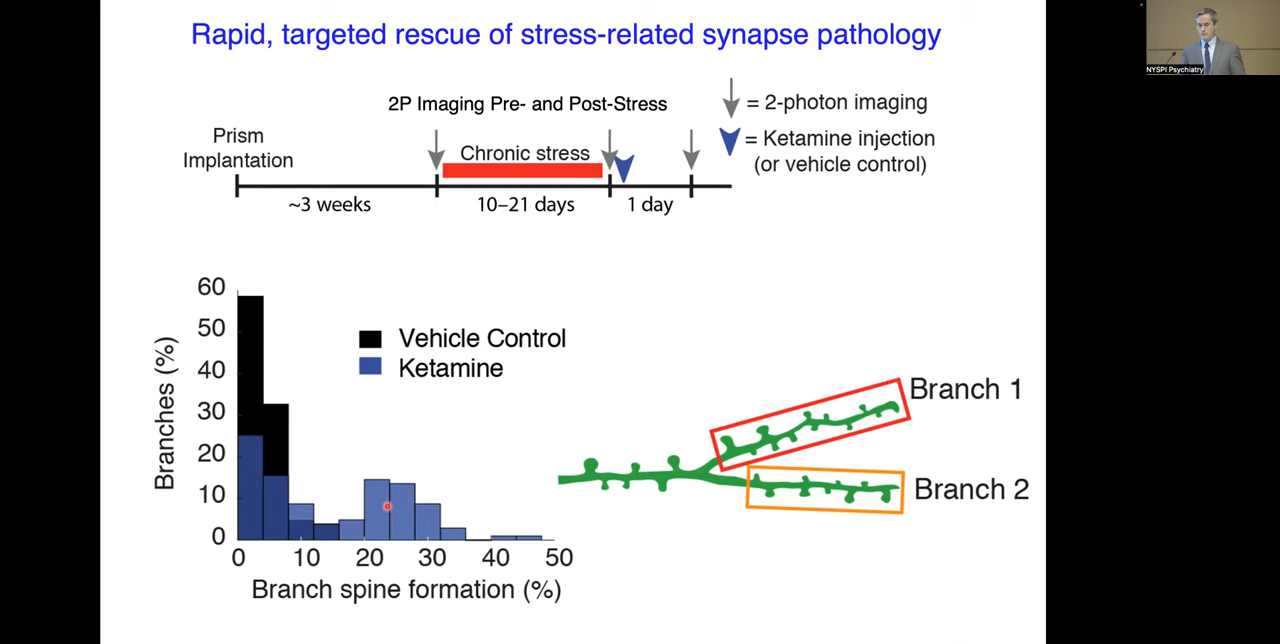 Rapid, targeted rescue of stress-related synapse pathology
NYSPI Psychiatry
2P Imaging Pre- and Post-Stress
= 2-photon imaging
Prism
Implantation
Chronic stress
= Ketamine injection
(or vehicle control)
~3 weeks
10–21 days
1 day
60
50
40
30
20
10
0
Branches (%)
Vehicle Control
Ketamine
0 10 20 30 40 50
Branch spine formation (%)
Branch 1
Branch 2